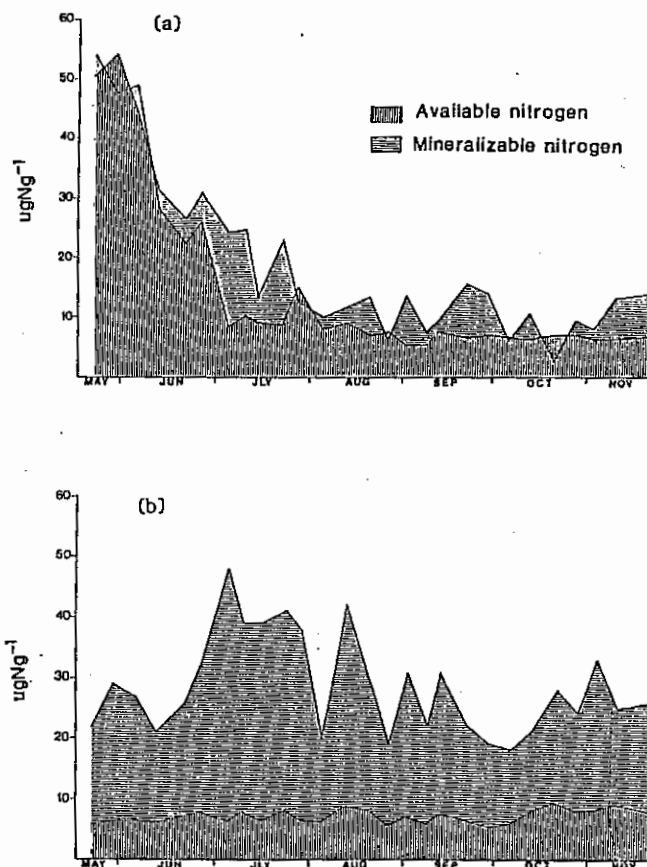 (a)
60
50
40
30
20
10
ugNg⁻¹
Available nitrogen
Mineralizable nitrogen
MAY JUN JLY AUG SEP OCT NOV
(b)
60
50
40
30
20
10
ugNg⁻¹
MAY JUN JLY AUG SEP OCT NOV